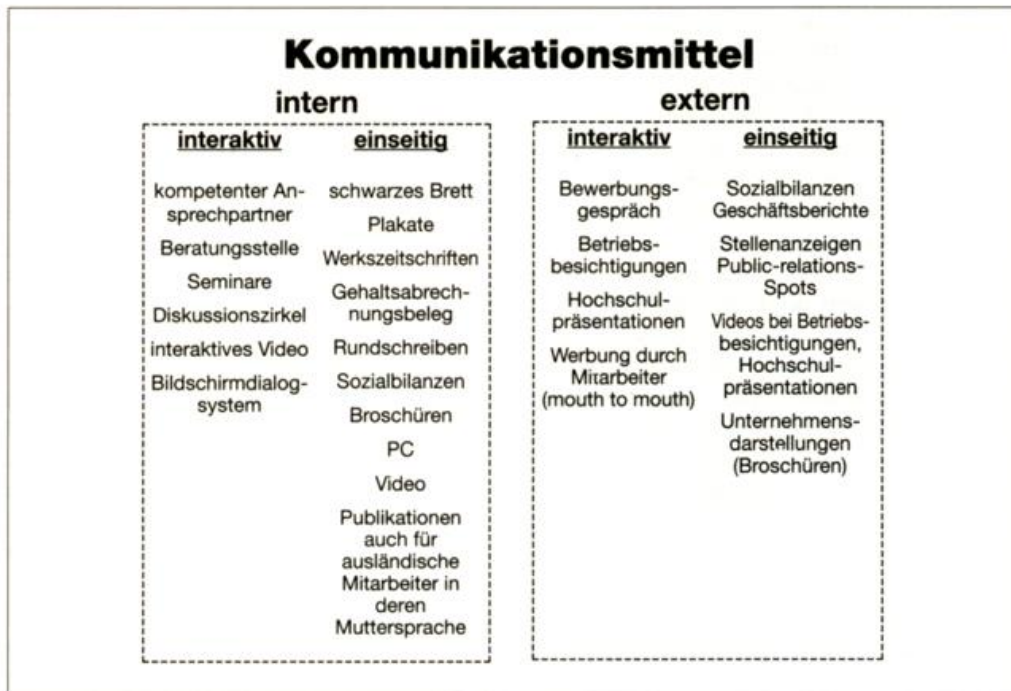 Kommunikationsmittel
intern
interaktiv
kompetenter An-
sprechpartner
Beratungsstelle
Seminare
Diskussionszirkel
interaktives Video
Bildschirmdialog-
system
einseitig
schwarzes Brett
Plakate
Werkszeitschriften
Gehaltsabrech-
nungsbeleg
Rundschreiben
Sozialbilanzen
Broschüren
PC
Video
Publikationen
auch für
ausländische
Mitarbeiter in
deren
Muttersprache
extern
interaktiv
Bewerbungs-
gespräch
Betriebs-
besichtigungen
Hochschul-
präsentationen
Werbung durch
Mitarbeiter
(mouth to mouth)
einseitig
Sozialbilanzen
Geschäftsberichte
Stellenanzeigen
Public-relations-
Spots
Videos bei Betriebs-
besichtigungen,
Hochschul-
präsentationen
Unternehmens-
darstellungen
(Broschüren)